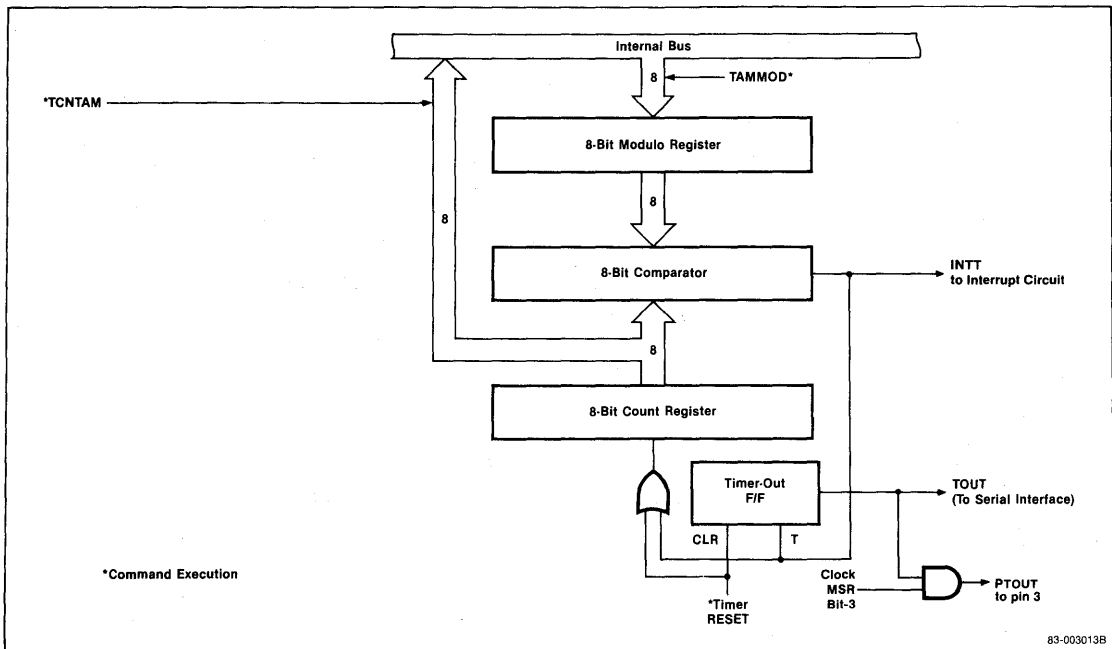 Internal Bus
8
TAMMOD*
*TCNTAM
8-Bit Modulo Register
8
8
8-Bit Comparator
INTT
to Interrupt Circuit
8
8-Bit Count Register
Timer-Out
F/F
TOUT
(To Serial Interface)
CLR
T
*Command Execution
Clock
MSR
Bit-3
PTOUT
to pin 3
*Timer
RESET
83-003013B